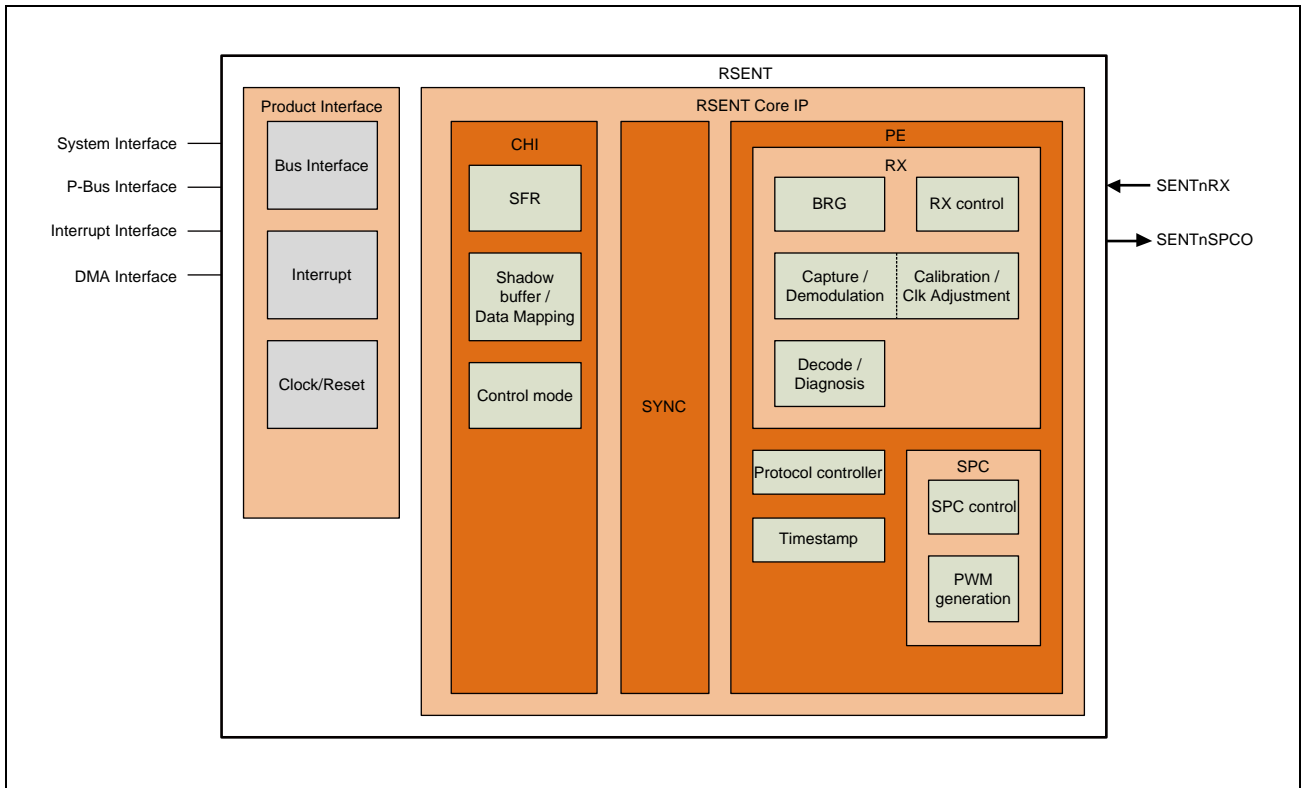 RSENT
Product Interface
RSENT Core IP
System Interface
P-Bus Interface
Interrupt Interface
DMA Interface
Bus Interface
Interrupt
Clock/Reset
CHI
SFR
Shadow
buffer /
Data Mapping
Control mode
SYNC
PE
RX
BRG
RX control
Capture /
Demodulation
Calibration /
Clk Adjustment
Decode /
Diagnosis
Protocol controller
Timestamp
SPC
SPC control
PWM
generation
SENTnRX
SENTnSPCO